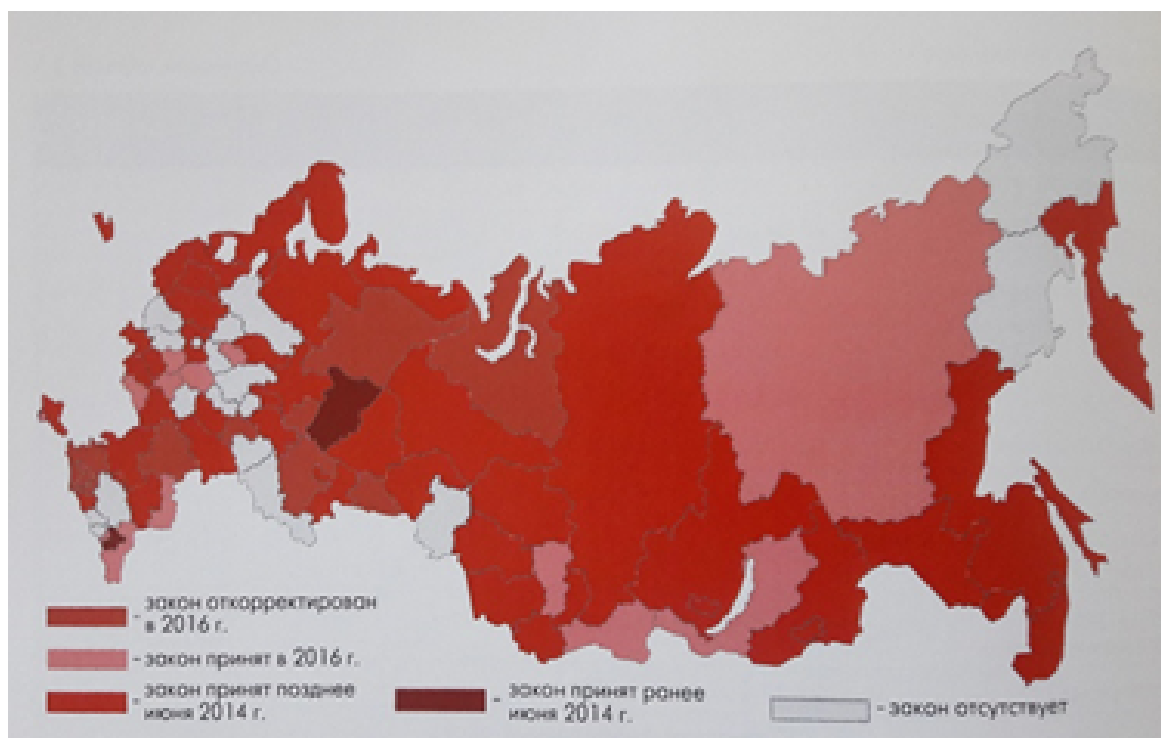 - закон откорректирован
в 2016 г.
- закон принят в 2016 г.
- закон принят позднее
июня 2014 г.
- закон принят ранее
июня 2014 г.
- закон отсутствует